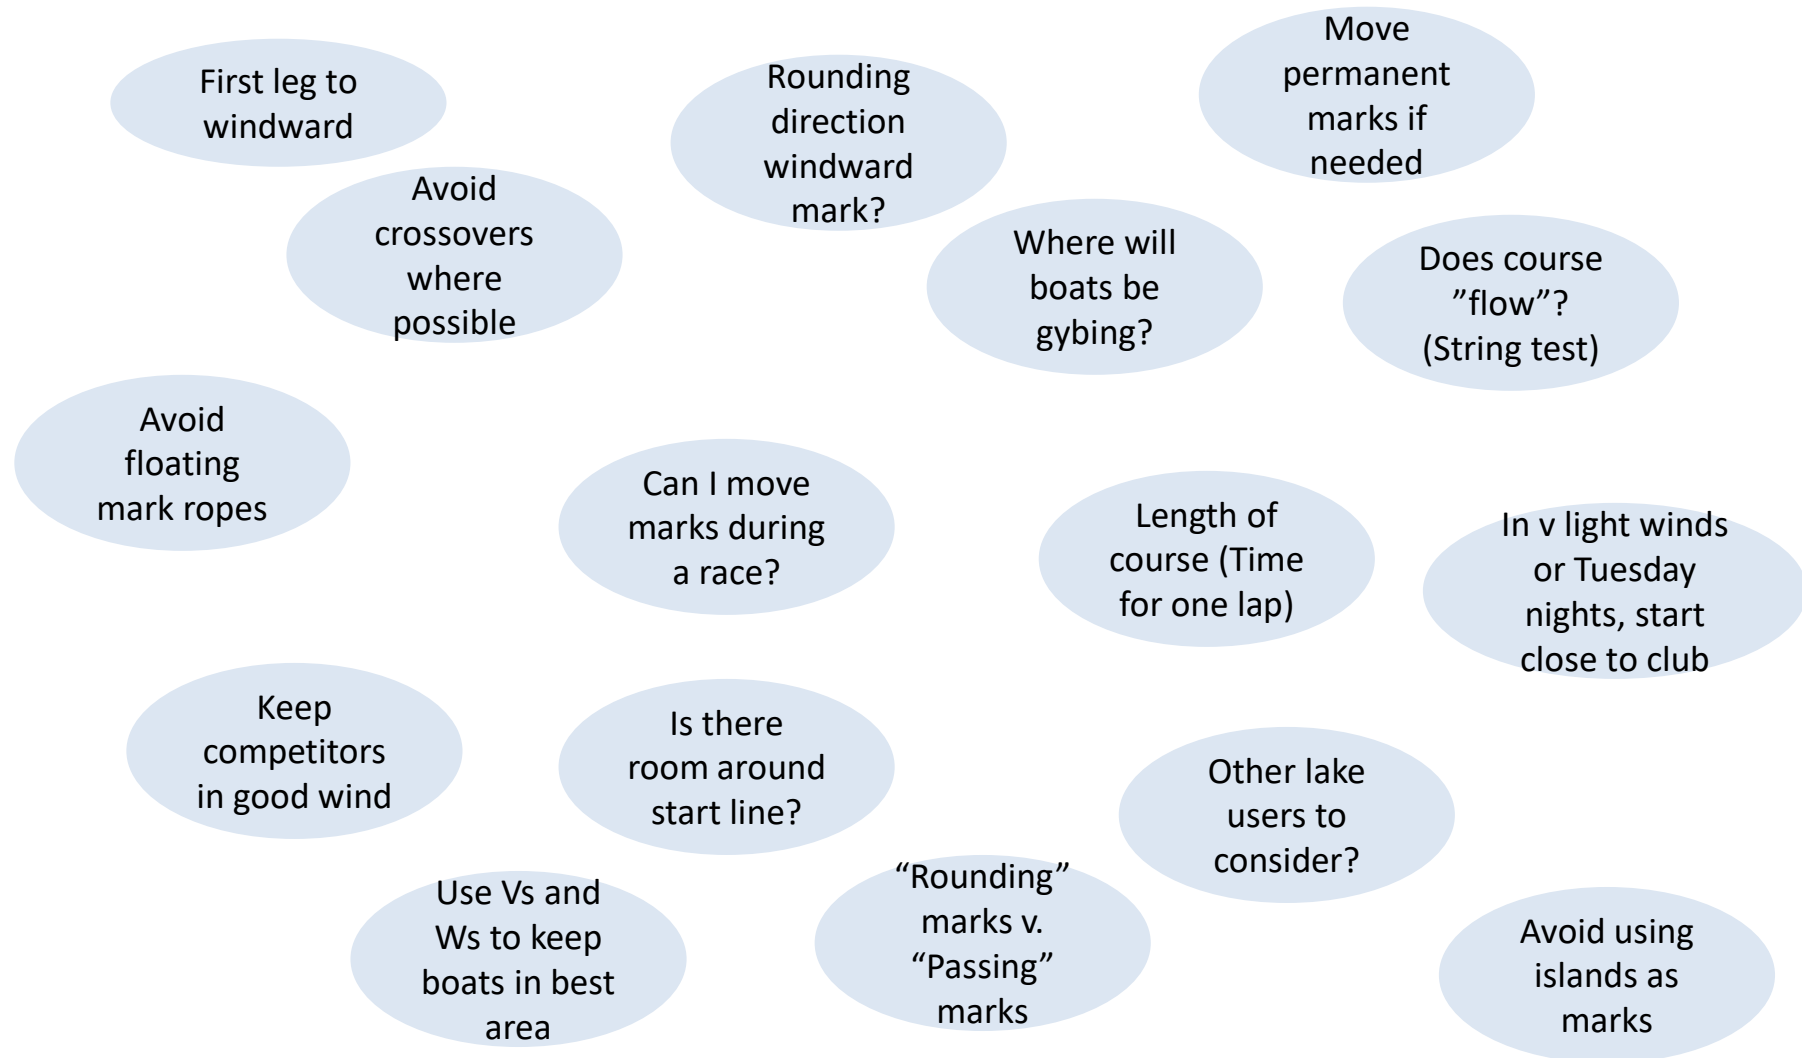 First leg to
windward
Avoid
crossovers
where
possible
Rounding
direction
windward
mark?
Where will
boats be
gybing?
Move
permanent
marks if
needed
Does course
”flow”?
(String test)
Avoid
floating
mark ropes
Can I move
marks during
a race?
Length of
course (Time
for one lap)
In v light winds
or Tuesday
nights, start
close to club
Keep
competitors
in good wind
Is there
room around
start line?
Other lake
users to
consider?
Use Vs and
Ws to keep
boats in best
area
“Rounding”
marks v.
“Passing”
marks
Avoid using
islands as
marks